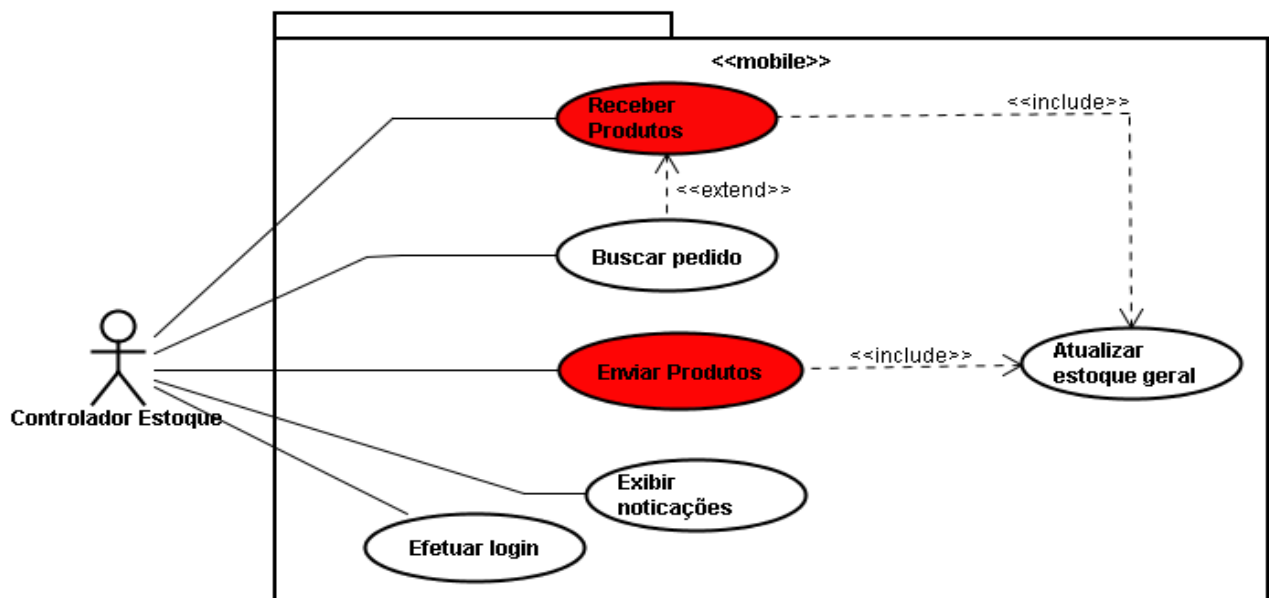 <<mobile>>
Receber
Produtos
<<include>>
<<extend>>
Buscar pedido
Enviar Produtos
<<include>>
Atualizar
estoque geral
Controlador Estoque
Exibir
noticações
Efetuar login